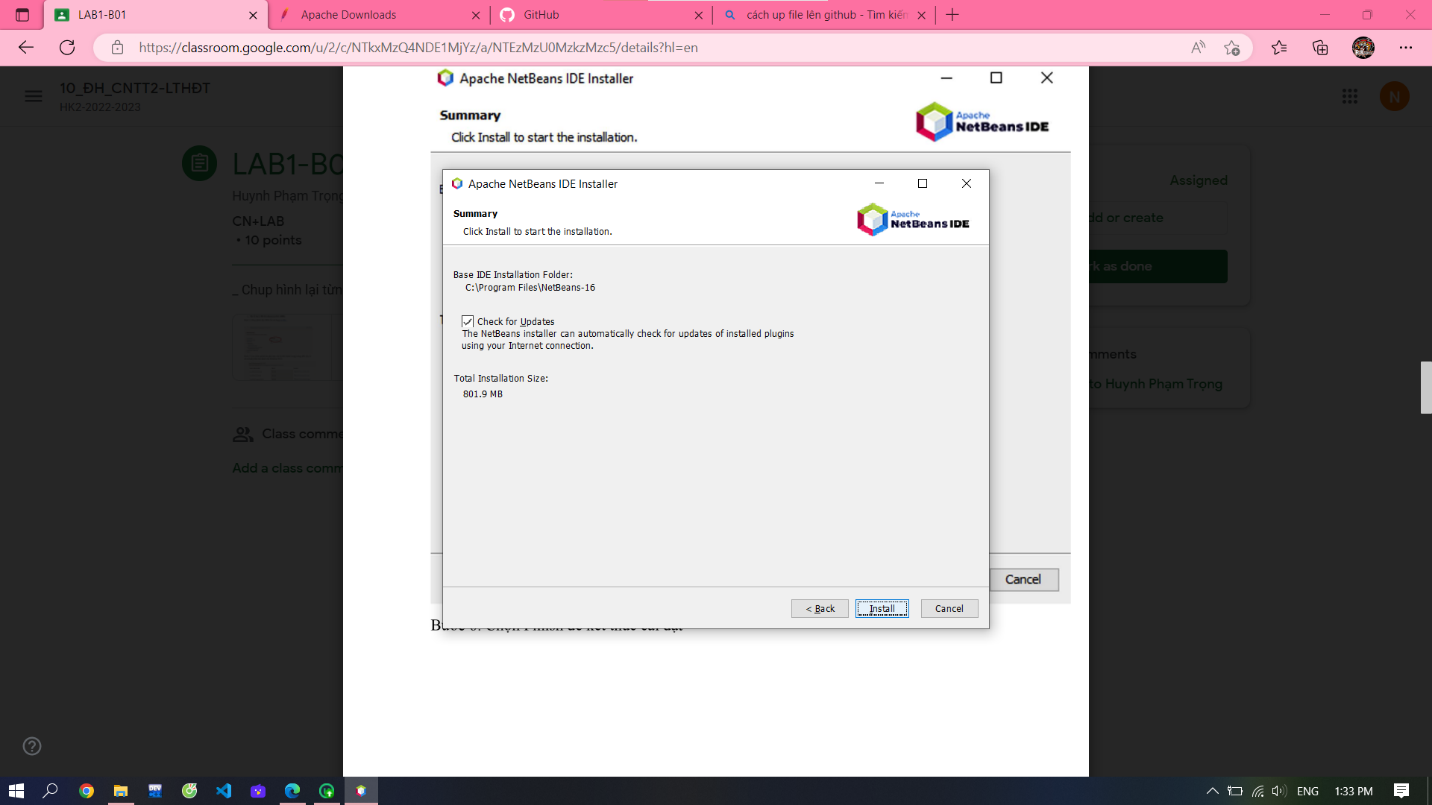 LAB1-B01
Apache Downloads
GitHub
cách up file lên github - Tìm kiếm
https://classroom.google.com/u/2/c/NTkxMzQ4NDE1MjYz/a/NTEzMzU0MzkzMzc5/details?hl=en
10_ĐH_CNTT2-LTHĐT
HK2-2022-2023
N
LAB1-B0
Huynh Phạm Trọng
CN+LAB
• 10 points
_ Chụp hình lại từn
Class comme
Add a class comm
Assigned
dd or create
rk as done
mments
to Huynh Phạm Trọng
Apache NetBeans IDE Installer
Summary
Click Install to start the installation.
Apache
NetBeans IDE
Cancel
Apache NetBeans IDE Installer
Summary
Click Install to start the installation.
Apache
NetBeans IDE
Base IDE Installation Folder:
C:\Program Files\NetBeans-16
Check for Updates
The NetBeans installer can automatically check for updates of installed plugins
using your Internet connection.
Total Installation Size:
801.9 MB
< Back
Install
Cancel
ENG
1:33 PM